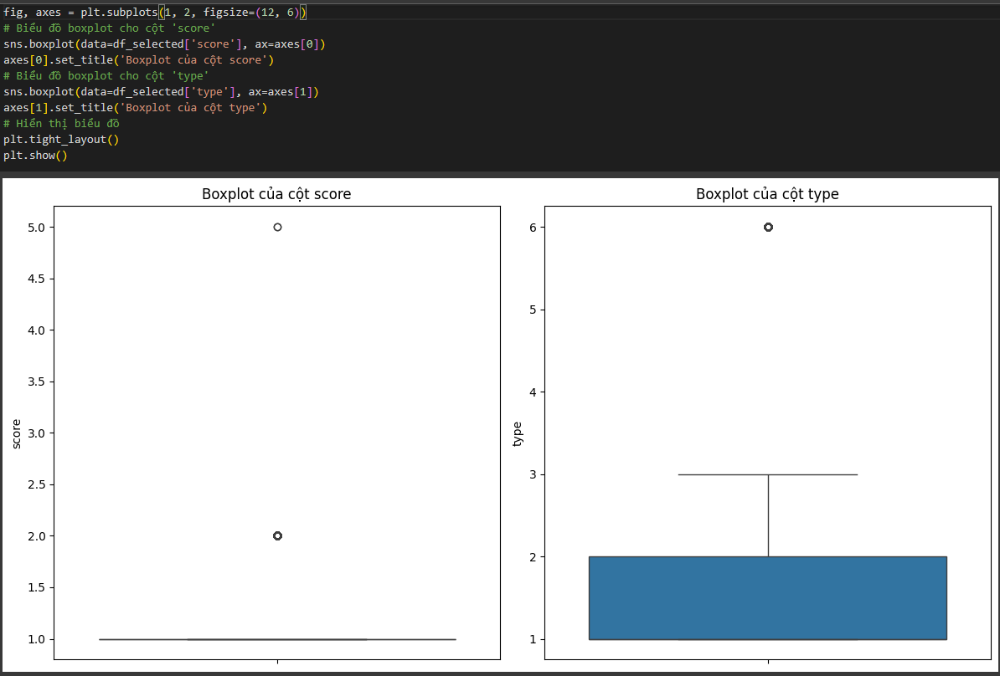 fig, axes = plt.subplots(1, 2, figsize=(12, 6))
# Biểu đồ boxplot cho cột 'score'
sns.boxplot(data=df_selected['score'], ax=axes[0])
axes[0].set_title('Boxplot của cột score')
# Biểu đồ boxplot cho cột 'type'
sns.boxplot(data=df_selected['type'], ax=axes[1])
axes[1].set_title('Boxplot của cột type')
# Hiển thị biểu đồ
plt.tight_layout()
plt.show()
Boxplot của cột score
5.0
4.5
4.0
3.5
3.0
2.5
2.0
1.5
1.0
score
Boxplot của cột type
6
5
4
3
2
1
type